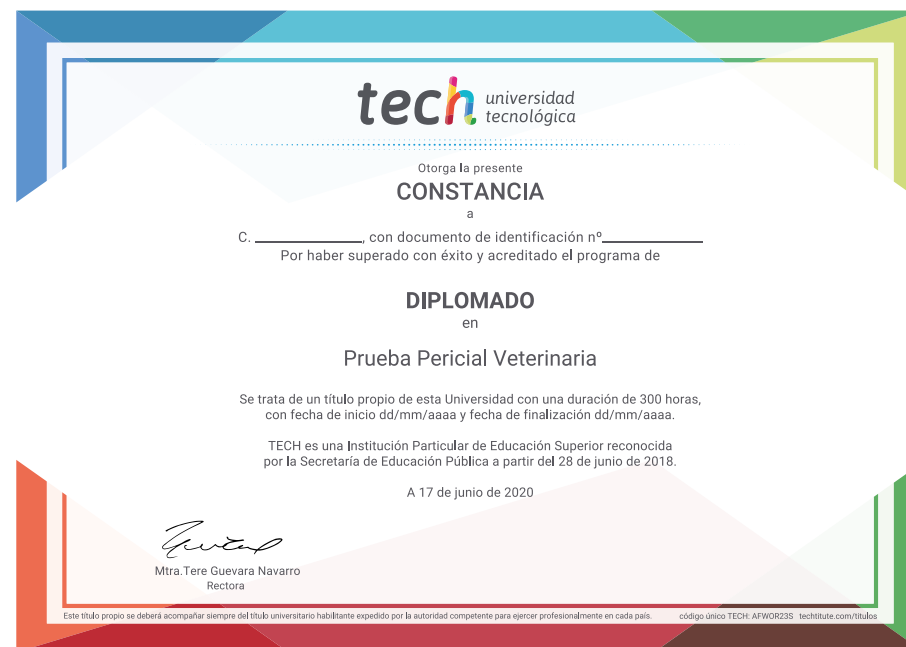 tech universidad
tecnológica
Otorga la presente
CONSTANCIA
a
C. ____________, con documento de identificación nº____________
Por haber superado con éxito y acreditado el programa de
DIPLOMADO
en
Prueba Pericial Veterinaria
Se trata de un título propio de esta Universidad con una duración de 300 horas,
con fecha de inicio dd/mm/aaaa y fecha de finalización dd/mm/aaaa.
TECH es una Institución Particular de Educación Superior reconocida
por la Secretaría de Educación Pública a partir del 28 de junio de 2018.
A 17 de junio de 2020
Mtra.Tere Guevara Navarro
Rectora
Este título propio se deberá acompañar siempre del título universitario habilitante expedido por la autoridad competente para ejercer profesionalmente en cada país. código único TECH: AFWOR23S techtitute.com/titulos